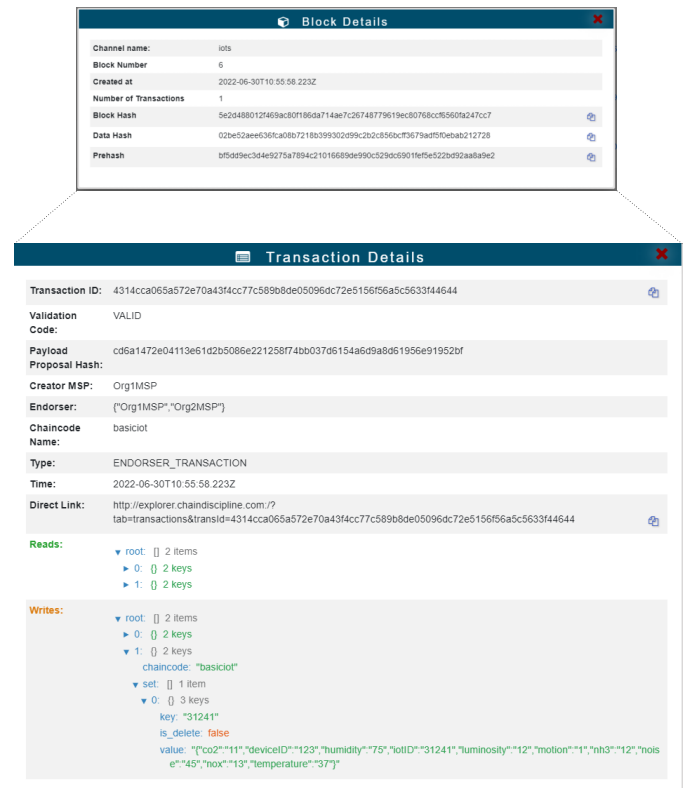 Block Details
Channel name: iots
Block Number 6
Created at 2022-06-30T10:55:58.223Z
Number of Transactions 1
Block Hash 5e2d488012f469ac80f186da714ae7c26748779619ec80768ccf6560fa247cc7
Data Hash 02be52aee636fca08b7218b399302d99c2b2c856bcff3679adf5f0ebab212728
Prehash bf5dd9ec3d4e9275a7894c21016689de990c529dc6901fef5e522bd92aa8a9e2
Transaction Details
Transaction ID: 4314cca065a572e70a43f4cc77c589b8de05096dc72e5156f56a5c5633f44644
Validation VALID
Code:
Payload cd6a1472e04113e61d2b5086e221258f74bb037d6154a6d9a8d61956e91952bf
Proposal Hash:
Creator MSP: Org1MSP
Endorser: {"Org1MSP","Org2MSP"}
Chaincode basiciot
Name:
Type: ENDORSER_TRANSACTION
Time: 2022-06-30T10:55:58.223Z
Direct Link: http://explorer.chaindiscipline.com:/?
tab=transactions&transId=4314cca065a572e70a43f4cc77c589b8de05096dc72e5156f56a5c5633f44644
Reads:
▼ root: [] 2 items
► 0: {} 2 keys
► 1: {} 2 keys
Writes:
▼ root: [] 2 items
► 0: {} 2 keys
▼ 1: {} 2 keys
chaincode: "basiciot"
▼ set: [] 1 item
▼ 0: {} 3 keys
key: "31241"
is_delete: false
value: "{"co2":"11","deviceID":"123","humidity":"75","iotID":"31241","luminosity":"12","motion":"1","nh3":"12","nois
e":"45","nox":"13","temperature":"37"}"